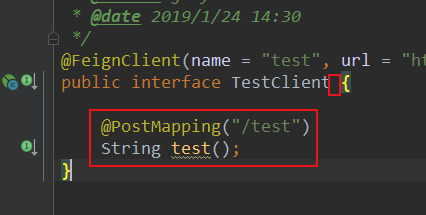 * @date 2019/1/24 14:30
*/
@FeignClient(name = "test", url = "ht
public interface TestClient {
@PostMapping("/test")
String test();
}